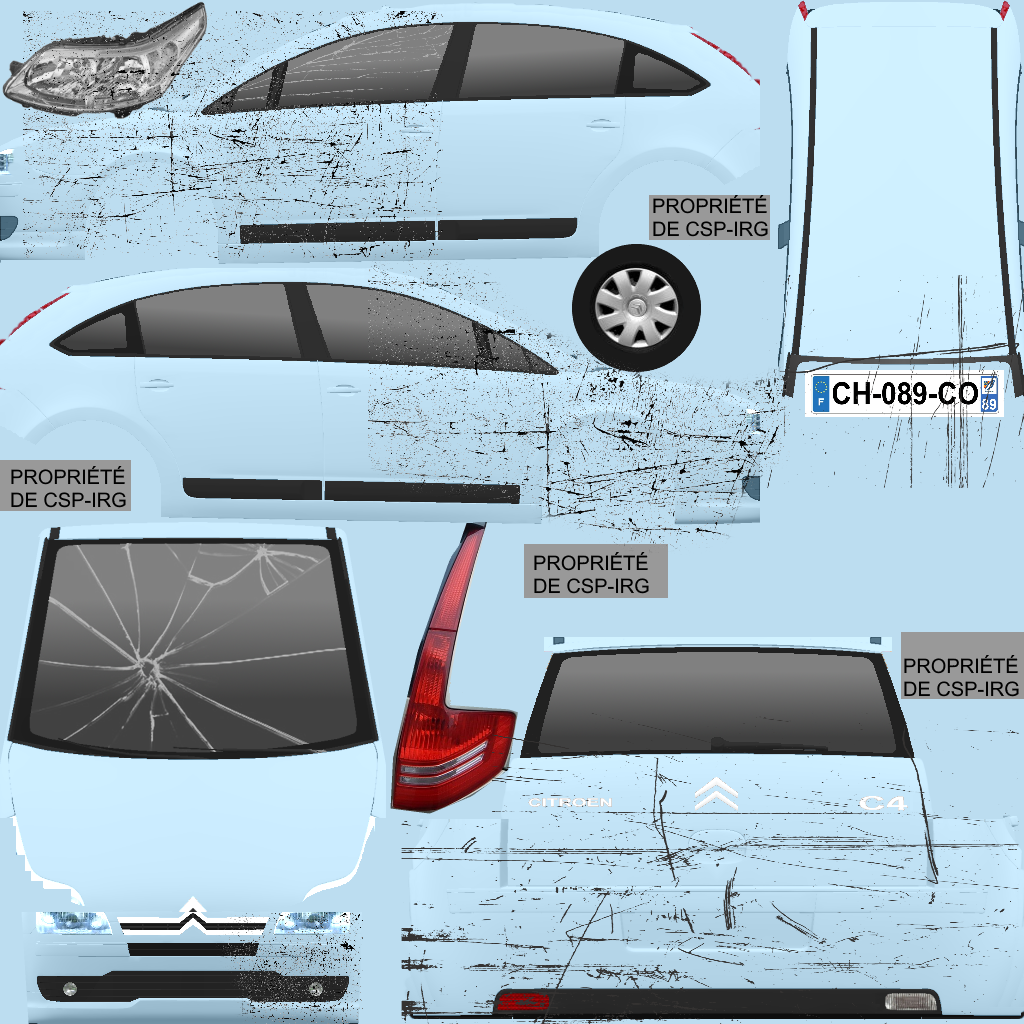 PROPRIÉTÉ
DE CSP-IRG
F
CH-089-CO
89
PROPRIÉTÉ
DE CSP-IRG
PROPRIÉTÉ
DE CSP-IRG
PROPRIÉTÉ
DE CSP-IRG
CITROËN
C4